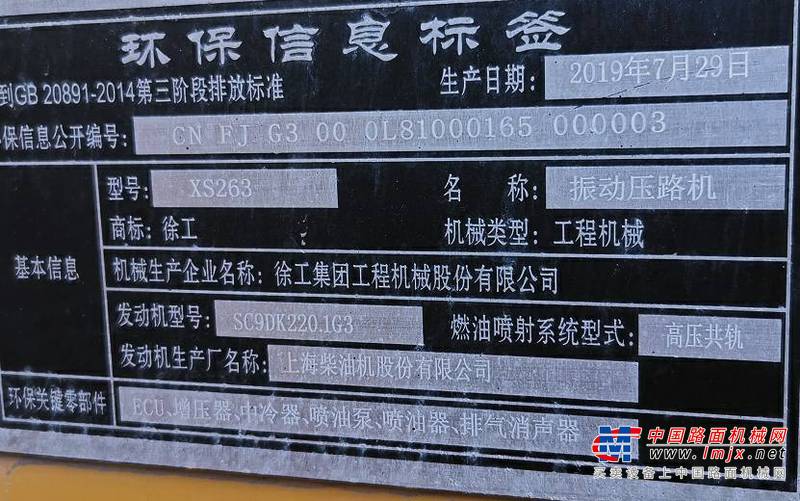 环保信息标签
到GB 20891-2014第三阶段排放标准 生产日期: 2019年7月29日
保信息公开编号: CN FJ G3 00 0L81000165 000003
基本信息
型号: XS263 名 称: 振动压路机
商标: 徐工 机械类型: 工程机械
机械生产企业名称: 徐工集团工程机械股份有限公司
发动机型号: SC9DK220.1G3 燃油喷射系统型式: 高压共轨
发动机生产厂名称: 上海柴油机股份有限公司
环保关键零部件 ECU、增压器、中冷器、喷油泵、喷油器、排气消声器
中国路面机械网
www.lmjx.net
买卖设备上中国路面机械网